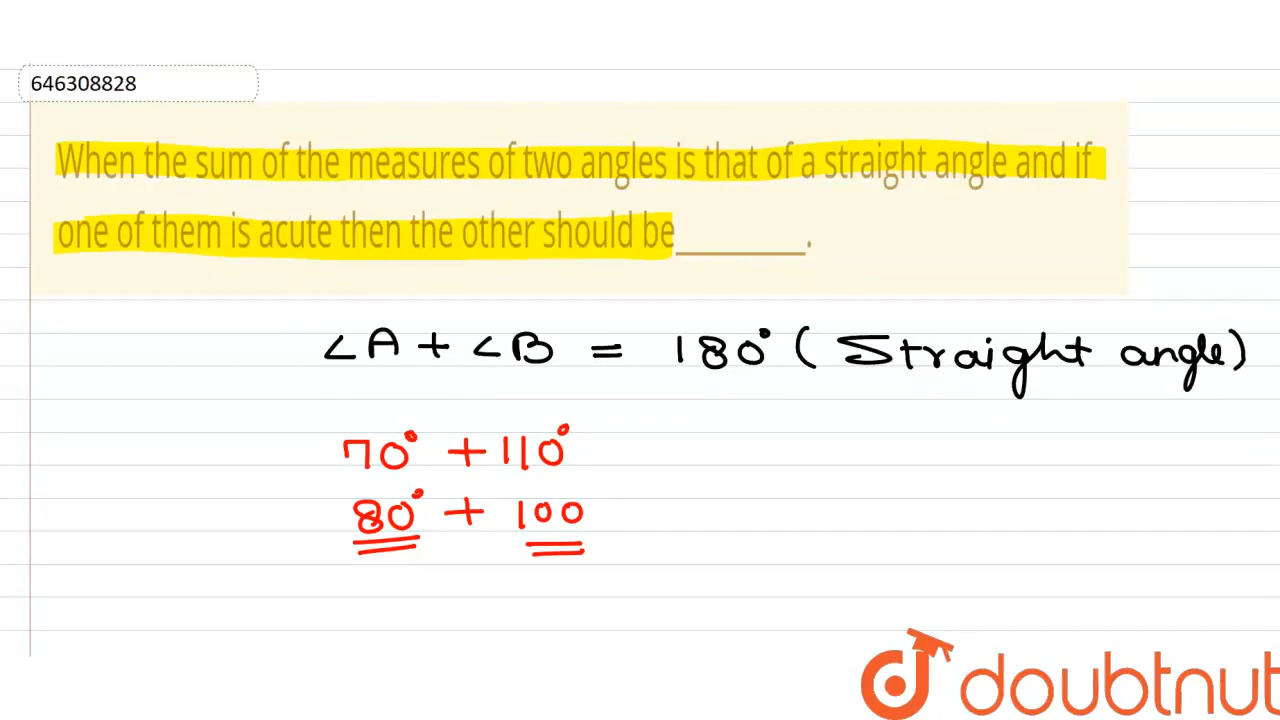 646308828
When the sum of the measures of two angles is that of a straight angle and if
one of them is acute then the other should be_________.
∠A + ∠B = 180° ( Straight angle)
70° + 110°
80° + 100
doubtnut